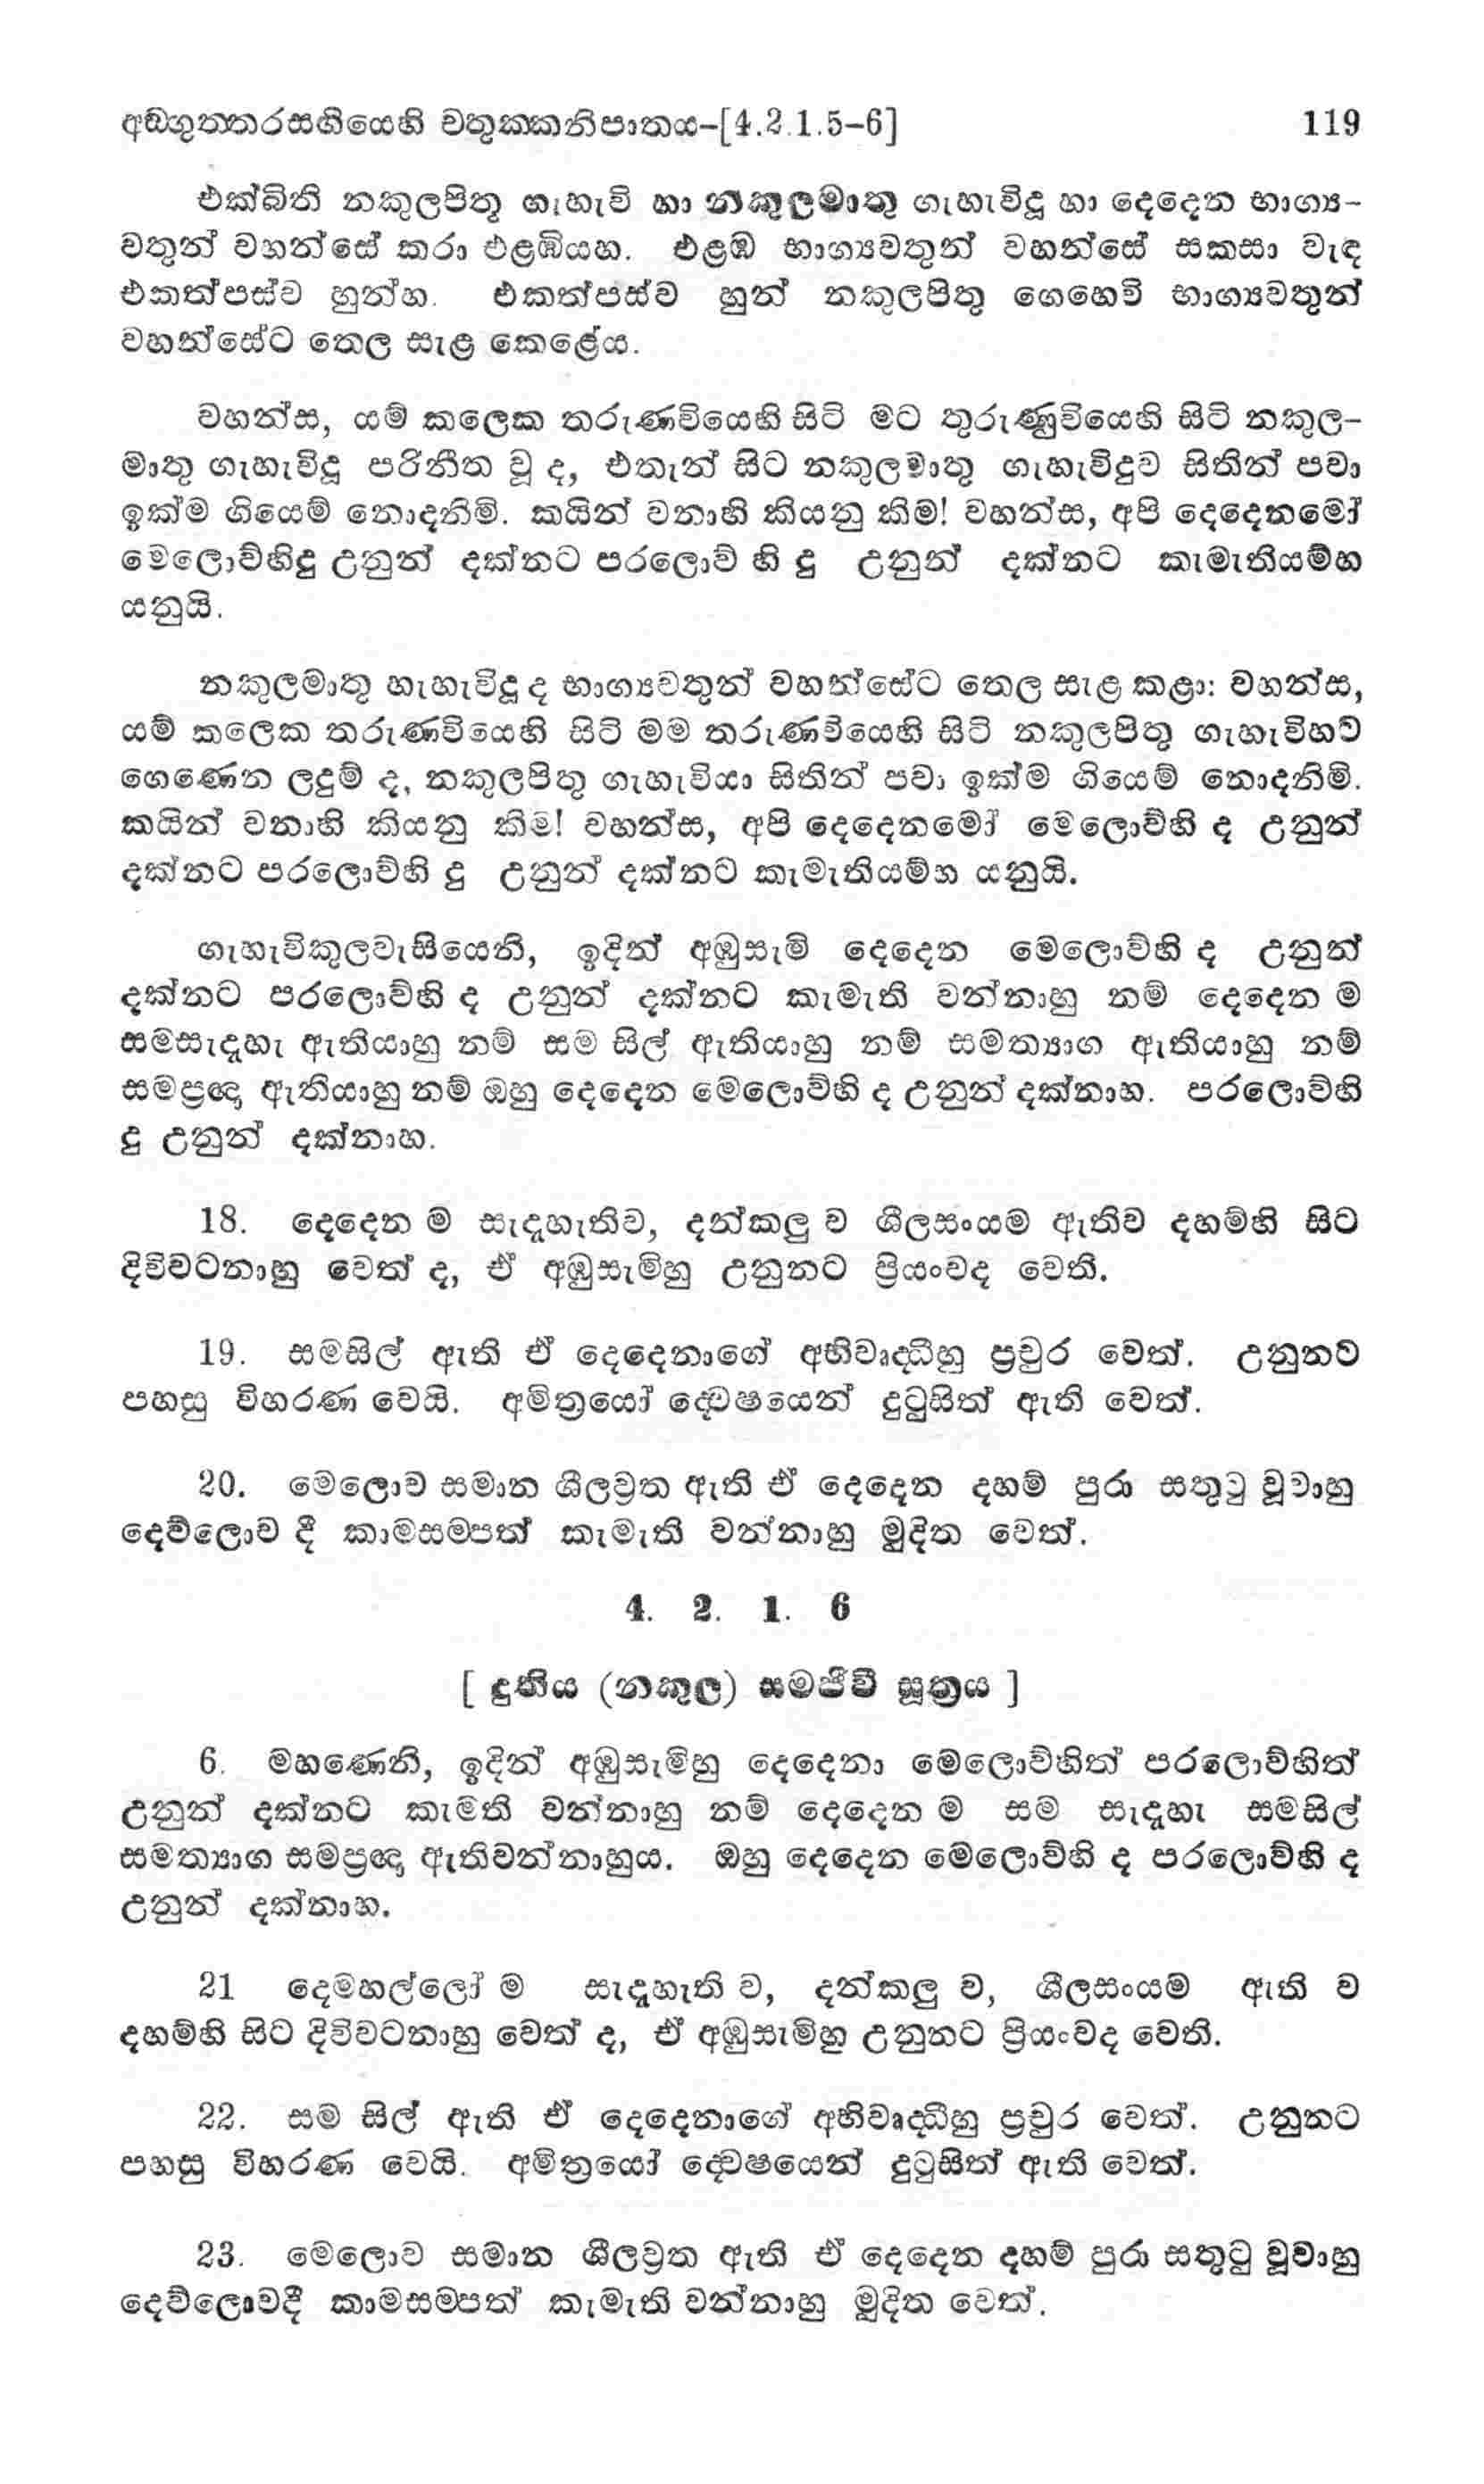 අඞගුත්තරසඟියෙහි චතුක්කනිපාතය-[4.2.1.5-6] 119
එක්බිති නකුලපිතු ගැහැවි හා නකුලමාතු ගැහැවිදූ හා දෙදෙන භාග්‍ය-
වතුන් වහන්සේ කරා එළඹියහ. එළඹ භාග්‍යවතුන් වහන්සේ සකසා වැඳ
එකත්පස්ව හුන්හ. එකත්පස්ව හුන් නකුලපිතු ගෙහෙවි භාග්‍යවතුන්
වහන්සේට තෙල සැළ කෙළේය.
වහන්ස, යම් කලෙක තරුණවියෙහි සිටි මට තුරුණුවියෙහි සිටි නකුල-
මාතු ගැහැවිදූ පරිනීත වූ ද, එතැන් සිට නකුලමාතු ගැහැවිදුව සිතින් පවා
ඉක්ම ගියෙම් නොදනිමි. කයින් වනාහි කියනු කිම! වහන්ස, අපි දෙදෙනමෝ
මෙලොව්හිදු උනුන් දක්නට පරලොව් හි දු උනුන් දක්නට කැමැතියම්හ
යනුයි.
නකුලමාතු හැහැවිදූ ද භාග්‍යවතුන් වහන්සේට තෙල සැළ කළා: වහන්ස,
යම් කලෙක තරුණවියෙහි සිටි මම තරුණවියෙහි සිටි නකුලපිතු ගැහැවිහට
ගෙණෙන ලදුම් ද, නකුලපිතු ගැහැවියා සිතින් පවා ඉක්ම ගියෙම් නොදනිමි.
කයින් වනාහි කියනු කිම! වහන්ස, අපි දෙදෙනමෝ මෙලොව්හි ද උනුන්
දක්නට පරලොව්හි දු උනුන් දක්නට කැමැතියම්හ යනුයි.
ගැහැවිකුලවැසියෙනි, ඉදින් අඹුසැමි දෙදෙන මෙලොව්හි ද උනුන්
දක්නට පරලොව්හි ද උනුන් දක්නට කැමැති වන්නාහු නම් දෙදෙන ම
සමසැදැහැ ඇතියාහු නම් සම සිල් ඇතියාහු නම් සමත්‍යාග ඇතියාහු නම්
සමප්‍රඥා ඇතියාහු නම් ඔහු දෙදෙන මෙලොව්හි ද උනුන් දක්නාහ. පරලොව්හි
දු උනුන් දක්නාහ.
18. දෙදෙන ම සැදැහැතිව, දන්කලු ව ශීලසංයම ඇතිව දහම්හි සිට
දිවිවටනාහු වෙත් ද, ඒ අඹුසැමිහු උනුනට ප්‍රියංවද වෙති.
19. සමසිල් ඇති ඒ දෙදෙනාගේ අභිවෘද්ධිහු ප්‍රචුර වෙත්. උනුනට
පහසු විහරණ වෙයි. අමිත්‍රයෝ ද්වෙෂයෙන් දුටුසිත් ඇති වෙත්.
20. මෙලොව සමාන ශීලව්‍රත ඇති ඒ දෙදෙන දහම් පුරා සතුටු වූවාහු
දෙව්ලොව දී කාමසම්පත් කැමැති වන්නාහු මුදිත වෙත්.
4. 2. 1. 6
[ දුතිය (නකුල) සමජීවී සූත්‍රය ]
6. මහණෙනි, ඉදින් අඹුසැමිහු දෙදෙනා මෙලොව්හිත් පරලොව්හිත්
උනුන් දක්නට කැමති වන්නාහු නම් දෙදෙන ම සම සැදැහැ සමසිල්
සමත්‍යාග සමප්‍රඥා ඇතිවන්නාහුය. ඔහු දෙදෙන මෙලොව්හි ද පරලොව්හි ද
උනුන් දක්නාහ.
21 දෙමහල්ලෝ ම සැදැහැති ව, දන්කලු ව, ශීලසංයම ඇති ව
දහම්හි සිට දිවිවටනාහු වෙත් ද, ඒ අඹුසැමිහු උනුනට ප්‍රියංවද වෙති.
22. සම සිල් ඇති ඒ දෙදෙනාගේ අභිවෘද්ධිහු ප්‍රචුර වෙත්. උනුනට
පහසු විහරණ වෙයි. අමිත්‍රයෝ ද්වෙෂයෙන් දුටුසිත් ඇති වෙත්.
23. මෙලොව සමාන ශීලව්‍රත ඇති ඒ දෙදෙන දහම් පුරා සතුටු වූවාහු
දෙව්ලොවදී කාමසම්පත් කැමැති වන්නාහු මුදිත වෙත්.